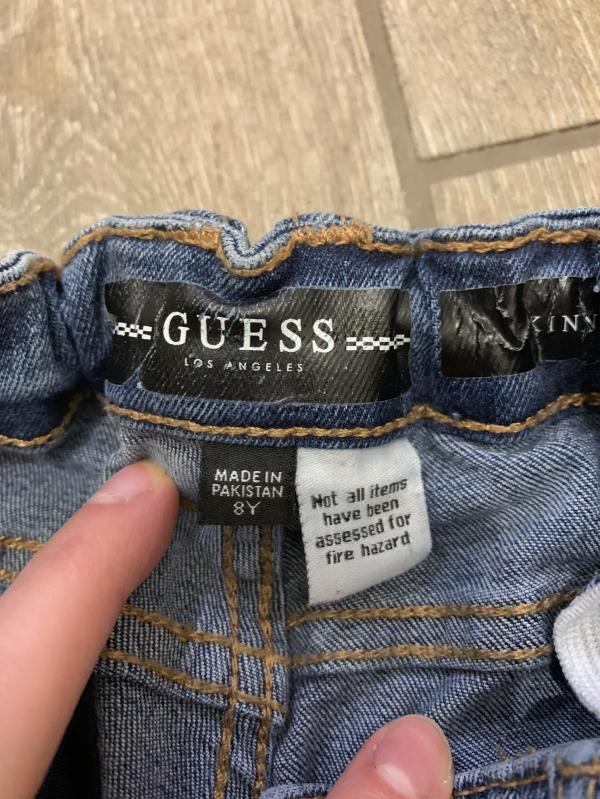 GUESS
LOS ANGELES
MADE IN
PAKISTAN
8Y
Not all items
have been
assessed for
fire hazard